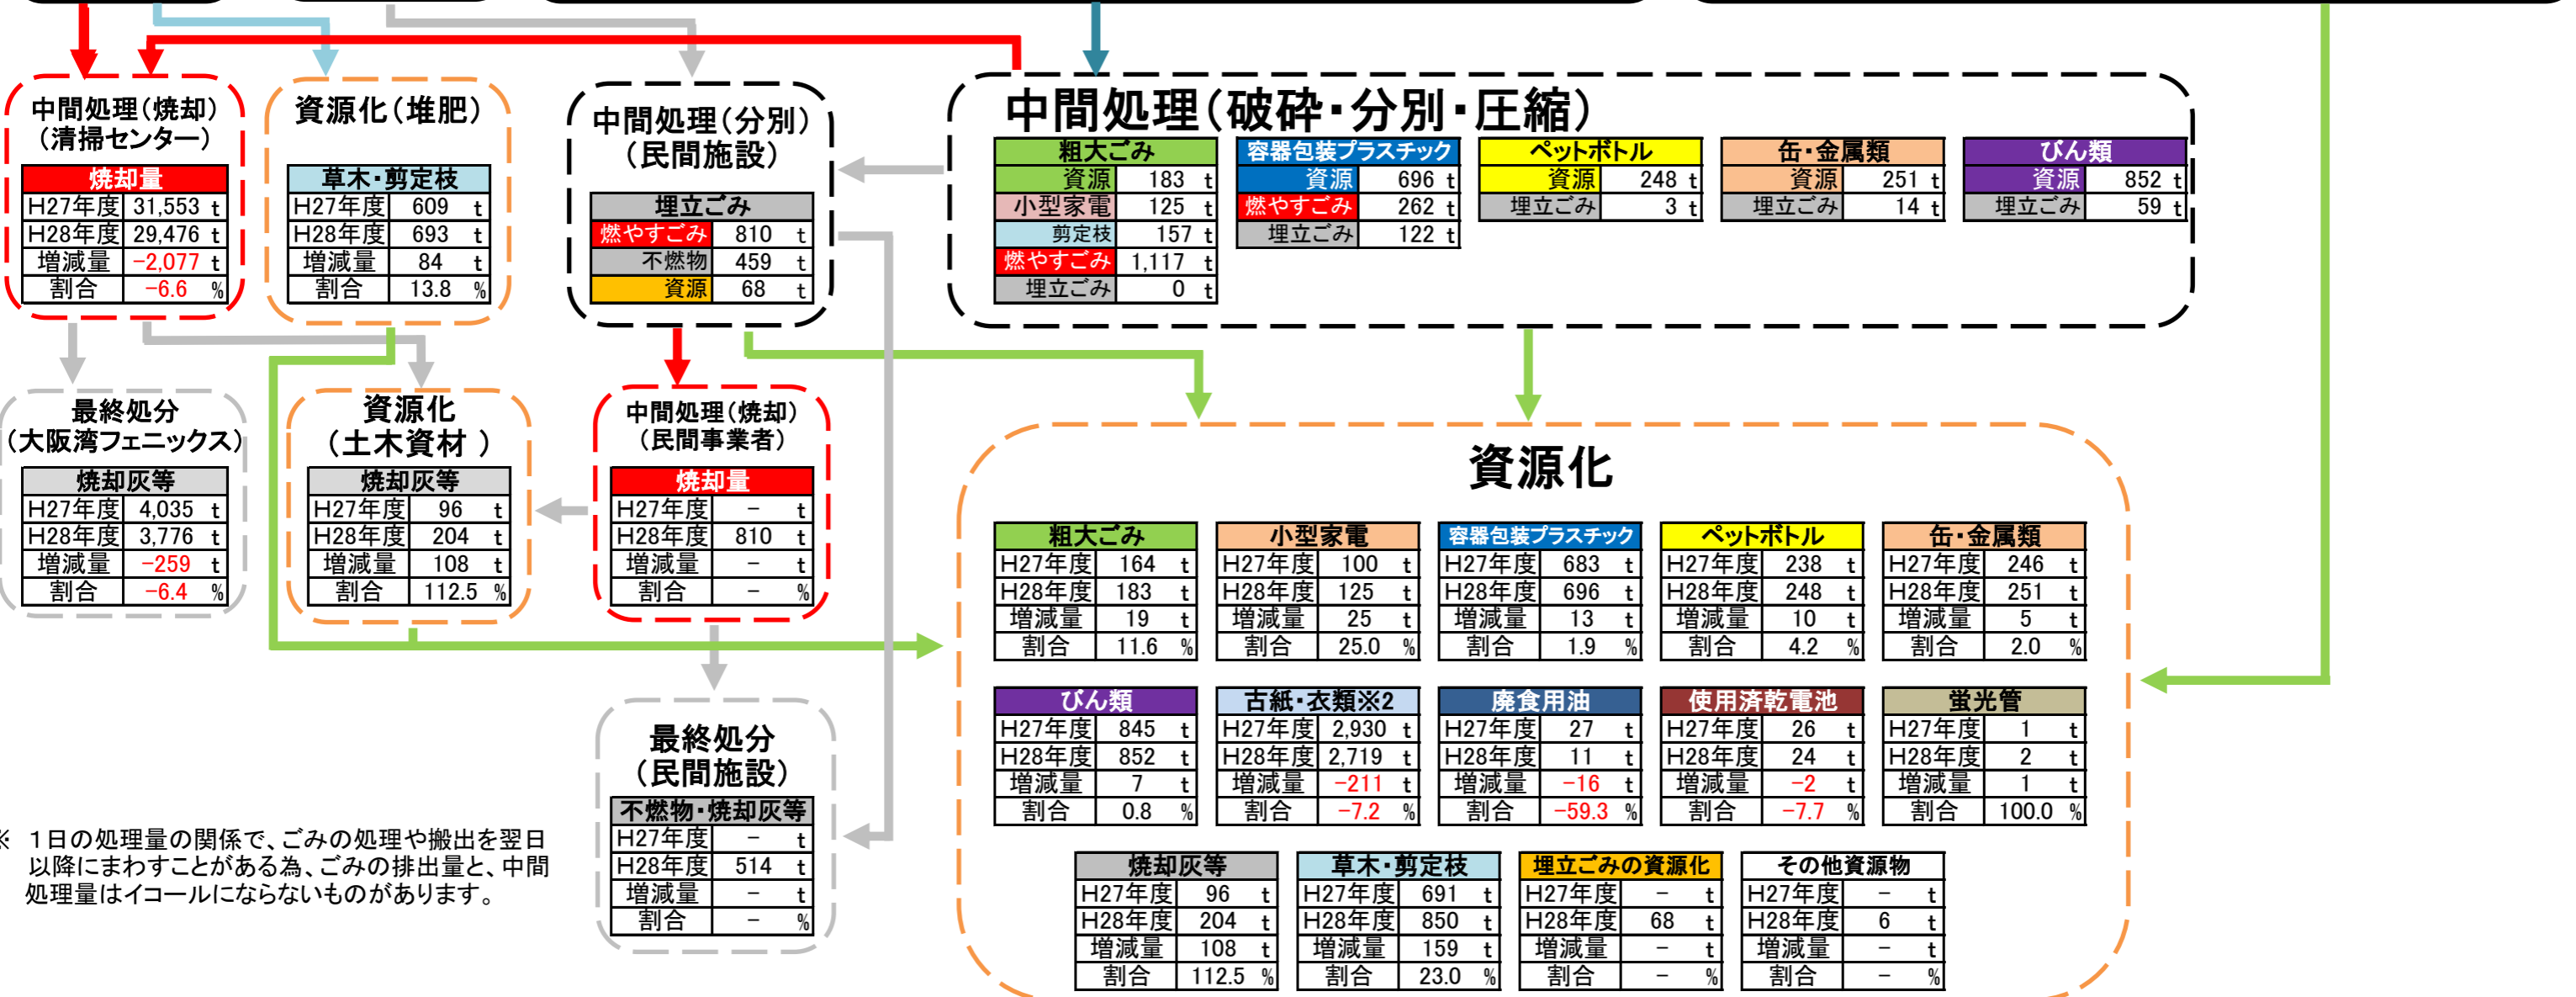 中間処理(焼却)
(清掃センター)
焼却量
H27年度 31,553 t
H28年度 29,476 t
増減量 -2,077 t
割合 -6.6 %
資源化(堆肥)
草木・剪定枝
H27年度 609 t
H28年度 693 t
増減量 84 t
割合 13.8 %
中間処理(分別)
(民間施設)
埋立ごみ
燃やすごみ 810 t
不燃物 459 t
資源 68 t
中間処理(破砕・分別・圧縮)
粗大ごみ
資源 183 t
小型家電 125 t
剪定枝 157 t
燃やすごみ 1,117 t
埋立ごみ 0 t
容器包装プラスチック
資源 696 t
燃やすごみ 262 t
埋立ごみ 122 t
ペットボトル
資源 248 t
埋立ごみ 3 t
缶・金属類
資源 251 t
埋立ごみ 14 t
びん類
資源 852 t
埋立ごみ 59 t
最終処分
(大阪湾フェニックス)
焼却灰等
H27年度 4,035 t
H28年度 3,776 t
増減量 -259 t
割合 -6.4 %
資源化
(土木資材 )
焼却灰等
H27年度 96 t
H28年度 204 t
増減量 108 t
割合 112.5 %
中間処理(焼却)
(民間事業者)
焼却量
H27年度 - t
H28年度 810 t
増減量 - t
割合 - %
最終処分
(民間施設)
不燃物・焼却灰等
H27年度 - t
H28年度 514 t
増減量 - t
割合 - %
資源化
粗大ごみ
H27年度 164 t
H28年度 183 t
増減量 19 t
割合 11.6 %
小型家電
H27年度 100 t
H28年度 125 t
増減量 25 t
割合 25.0 %
容器包装プラスチック
H27年度 683 t
H28年度 696 t
増減量 13 t
割合 1.9 %
ペットボトル
H27年度 238 t
H28年度 248 t
増減量 10 t
割合 4.2 %
缶・金属類
H27年度 246 t
H28年度 251 t
増減量 5 t
割合 2.0 %
びん類
H27年度 845 t
H28年度 852 t
増減量 7 t
割合 0.8 %
古紙・衣類※2
H27年度 2,930 t
H28年度 2,719 t
増減量 -211 t
割合 -7.2 %
廃食用油
H27年度 27 t
H28年度 11 t
増減量 -16 t
割合 -59.3 %
使用済乾電池
H27年度 26 t
H28年度 24 t
増減量 -2 t
割合 -7.7 %
蛍光管
H27年度 1 t
H28年度 2 t
増減量 1 t
割合 100.0 %
焼却灰等
H27年度 96 t
H28年度 204 t
増減量 108 t
割合 112.5 %
草木・剪定枝
H27年度 691 t
H28年度 850 t
増減量 159 t
割合 23.0 %
埋立ごみの資源化
H27年度 - t
H28年度 68 t
増減量 - t
割合 - %
その他資源物
H27年度 - t
H28年度 6 t
増減量 - t
割合 - %
※ 1日の処理量の関係で、ごみの処理や搬出を翌日
以降にまわすことがある為、ごみの排出量と、中間
処理量はイコールにならないものがあります。